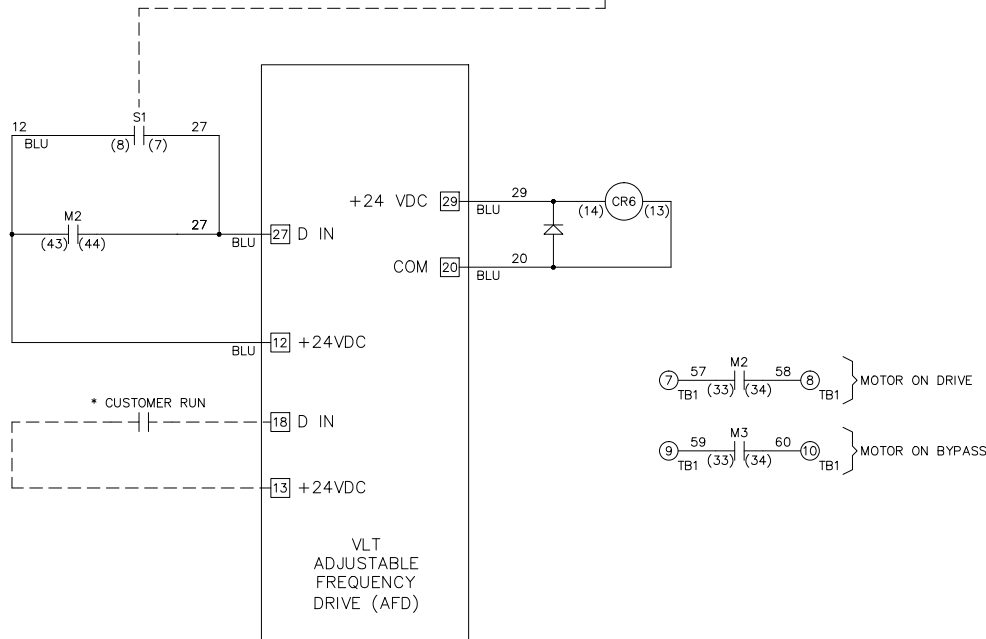 S1
12
27
BLU
(8)
(7)
M2
27
(43)
(44)
BLU
27
D IN
+24 VDC
29
29
BLU
(14)
CR6
(13)
COM
20
20
BLU
BLU
12
+24VDC
* CUSTOMER RUN
18
D IN
13
+24VDC
VLT
ADJUSTABLE
FREQUENCY
DRIVE (AFD)
M2
7
57
58
8
MOTOR ON DRIVE
TB1
(33)
(34)
TB1
M3
9
59
60
10
MOTOR ON BYPASS
TB1
(33)
(34)
TB1